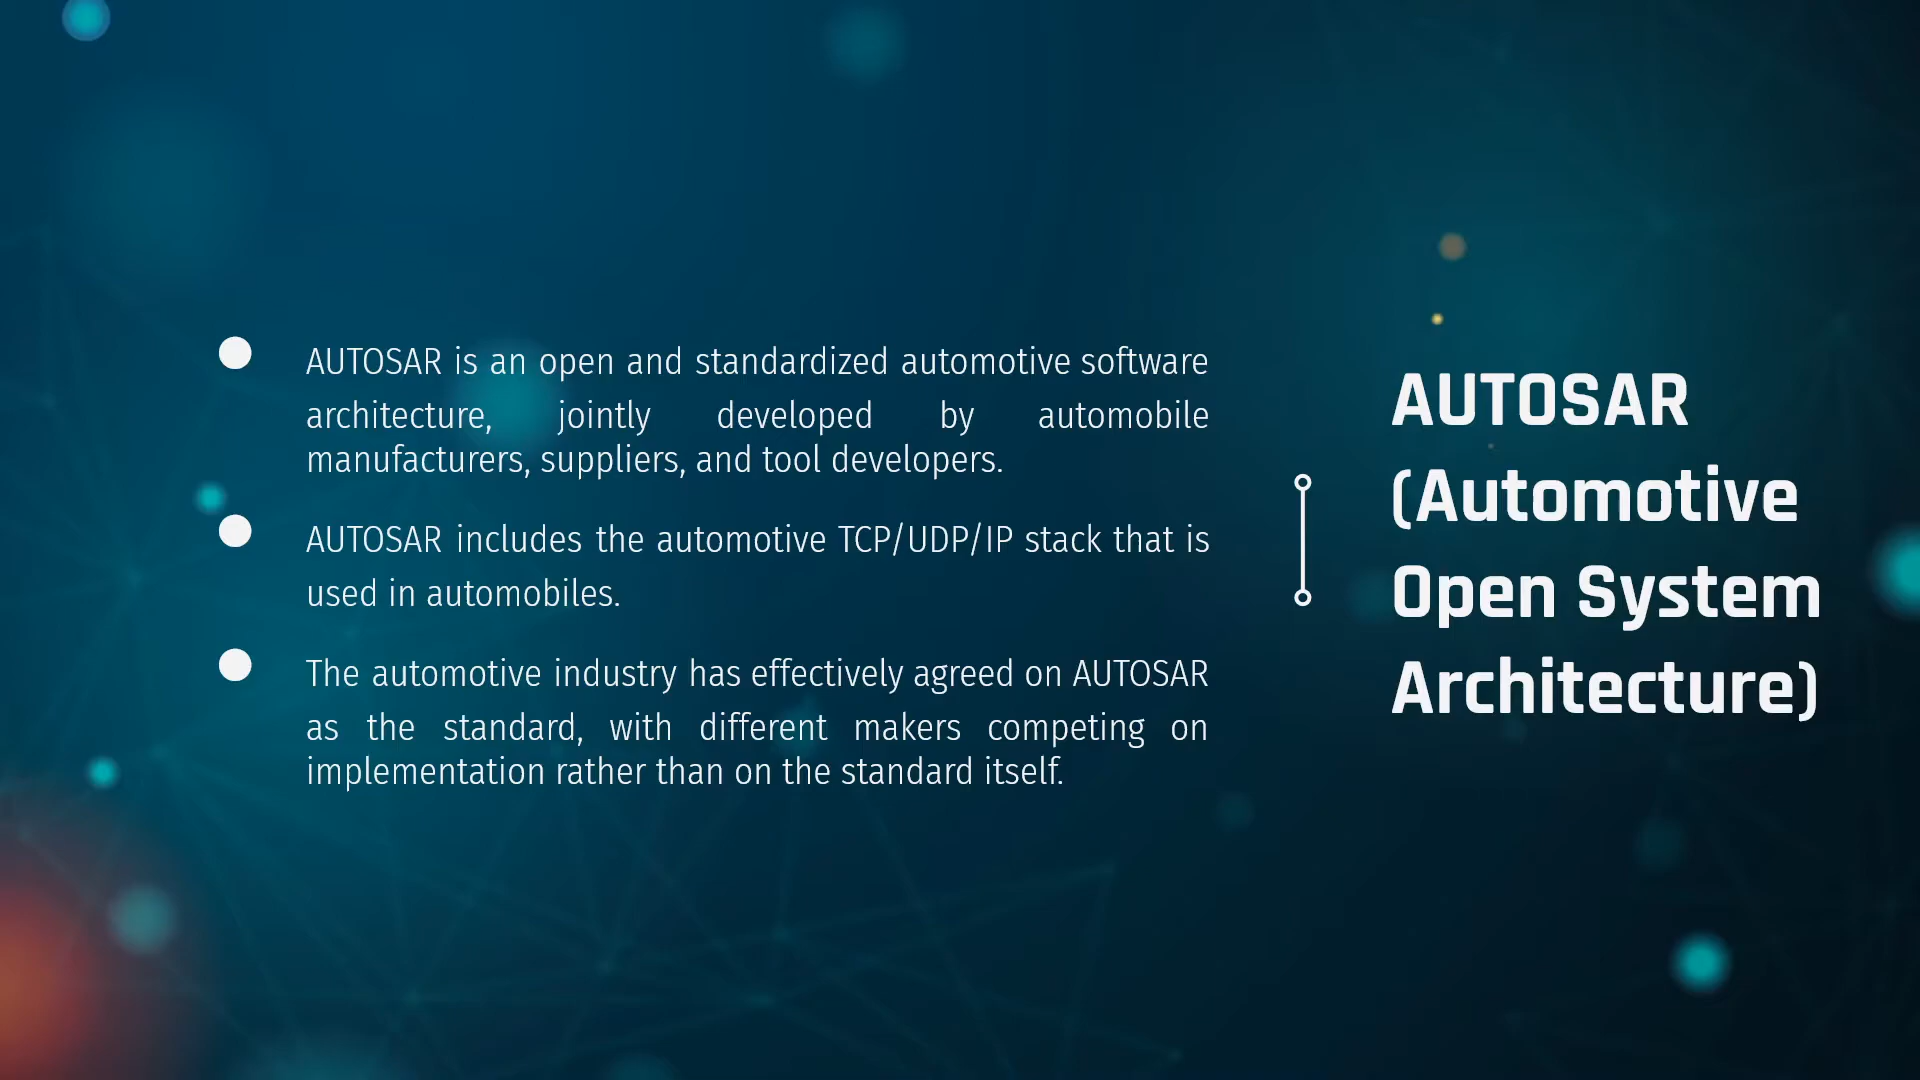 AUTOSAR is an open and standardized automotive software
architecture, jointly developed by automobile
manufacturers, suppliers, and tool developers.
AUTOSAR includes the automotive TCP/UDP/IP stack that is
used in automobiles.
The automotive industry has effectively agreed on AUTOSAR
as the standard, with different makers competing on
implementation rather than on the standard itself.
AUTOSAR
(Automotive
Open System
Architecture)